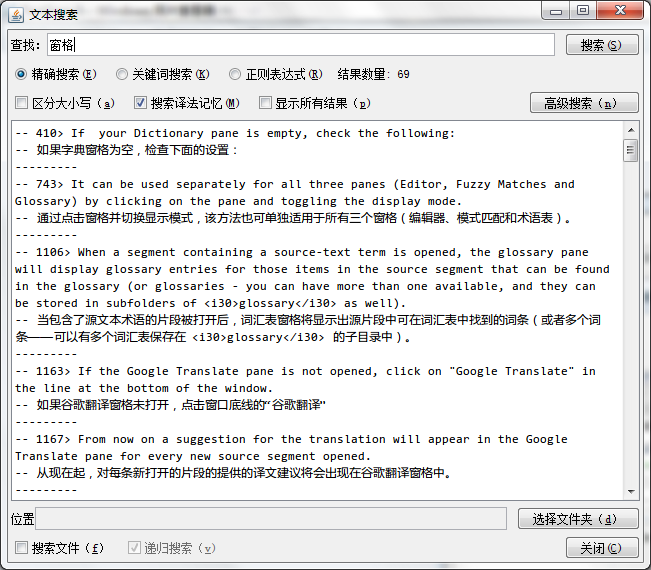 文本搜索
查找: 窗格 搜索(S)
精确搜索(E) 关键词搜索(K) 正则表达式(R) 结果数量: 69
区分大小写(a) 搜索译法记忆(M) 显示所有结果(p) 高级搜索(n)
-- 410> If  your Dictionary pane is empty, check the following:
-- 如果字典窗格为空，检查下面的设置：
---------
-- 743> It can be used separately for all three panes (Editor, Fuzzy Matches and
Glossary) by clicking on the pane and toggling the display mode.
-- 通过点击窗格并切换显示模式，该方法也可单独适用于所有三个窗格（编辑器、模式匹配和术语表）。
---------
-- 1106> When a segment containing a source-text term is opened, the glossary pane
will display glossary entries for those items in the source segment that can be found
in the glossary (or glossaries - you can have more than one available, and they can
be stored in subfolders of <i30>glossary</i30> as well).
-- 当包含了源文本术语的片段被打开后，词汇表窗格将显示出源片段中可在词汇表中找到的词条（或者多个词
条——可以有多个词汇表保存在 <i30>glossary</i30> 的子目录中）。
---------
-- 1163> If the Google Translate pane is not opened, click on "Google Translate" in
the line at the bottom of the window.
-- 如果谷歌翻译窗格未打开，点击窗口底线的“谷歌翻译”
---------
-- 1167> From now on a suggestion for the translation will appear in the Google
Translate pane for every new source segment opened.
-- 从现在起，对每条新打开的片段的提供的译文建议将会出现在谷歌翻译窗格中。
---------
位置 选择文件夹(d)
搜索文件(f) 递归搜索(v) 关闭(C)